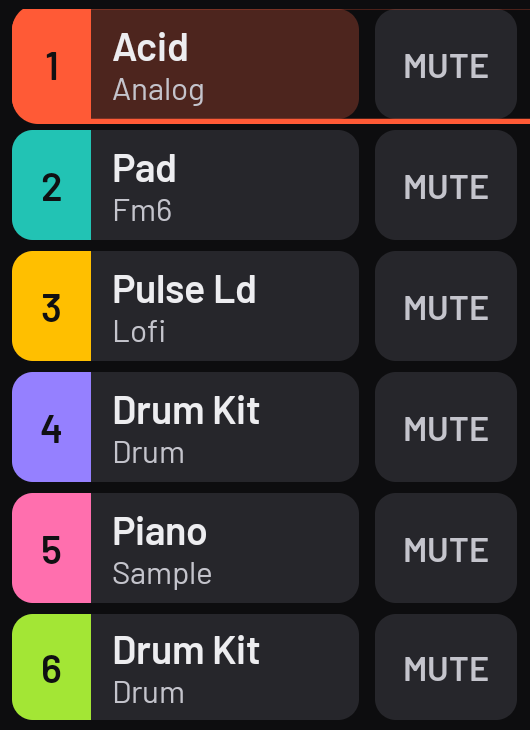 1
Acid
Analog
MUTE
2
Pad
Fm6
MUTE
3
Pulse Ld
Lofi
MUTE
4
Drum Kit
Drum
MUTE
5
Piano
Sample
MUTE
6
Drum Kit
Drum
MUTE